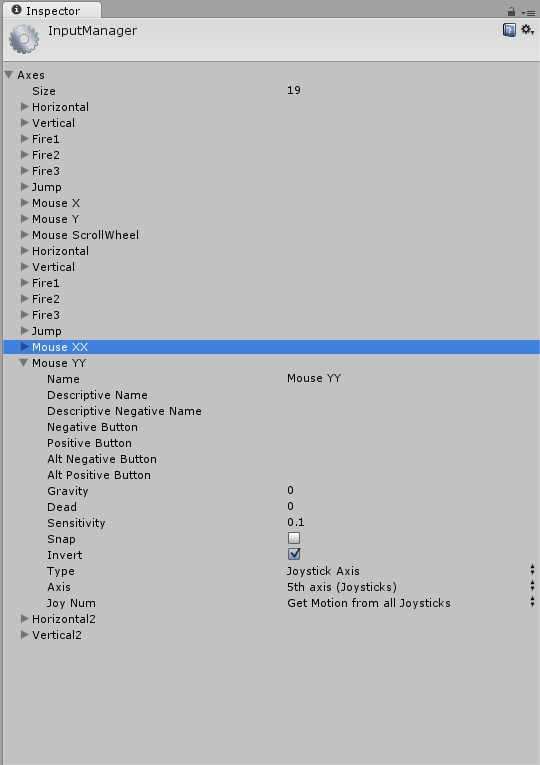 Inspector
InputManager
Axes
Size 19
Horizontal
Vertical
Fire1
Fire2
Fire3
Jump
Mouse X
Mouse Y
Mouse ScrollWheel
Horizontal
Vertical
Fire1
Fire2
Fire3
Jump
Mouse XX
Mouse YY
Name Mouse YY
Descriptive Name
Descriptive Negative Name
Negative Button
Positive Button
Alt Negative Button
Alt Positive Button
Gravity 0
Dead 0
Sensitivity 0.1
Snap
Invert
Type Joystick Axis
Axis 5th axis (Joysticks)
Joy Num Get Motion from all Joysticks
Horizontal2
Vertical2